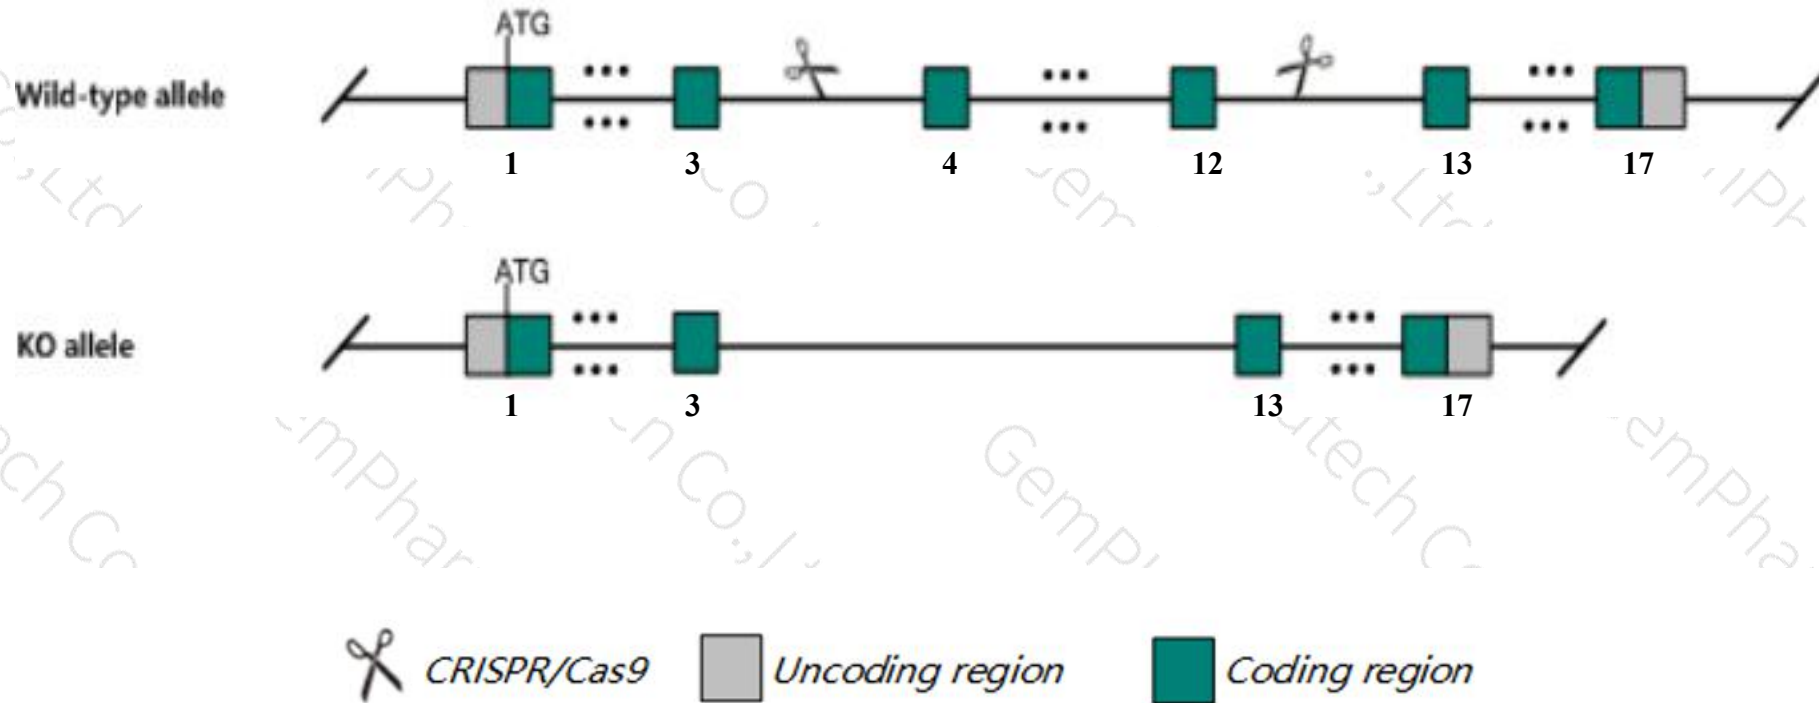 ATG
Wild-type allele
1 3 4 12 13 17
ATG
KO allele
1 3 13 17
CRISPR/Cas9 Uncoding region Coding region